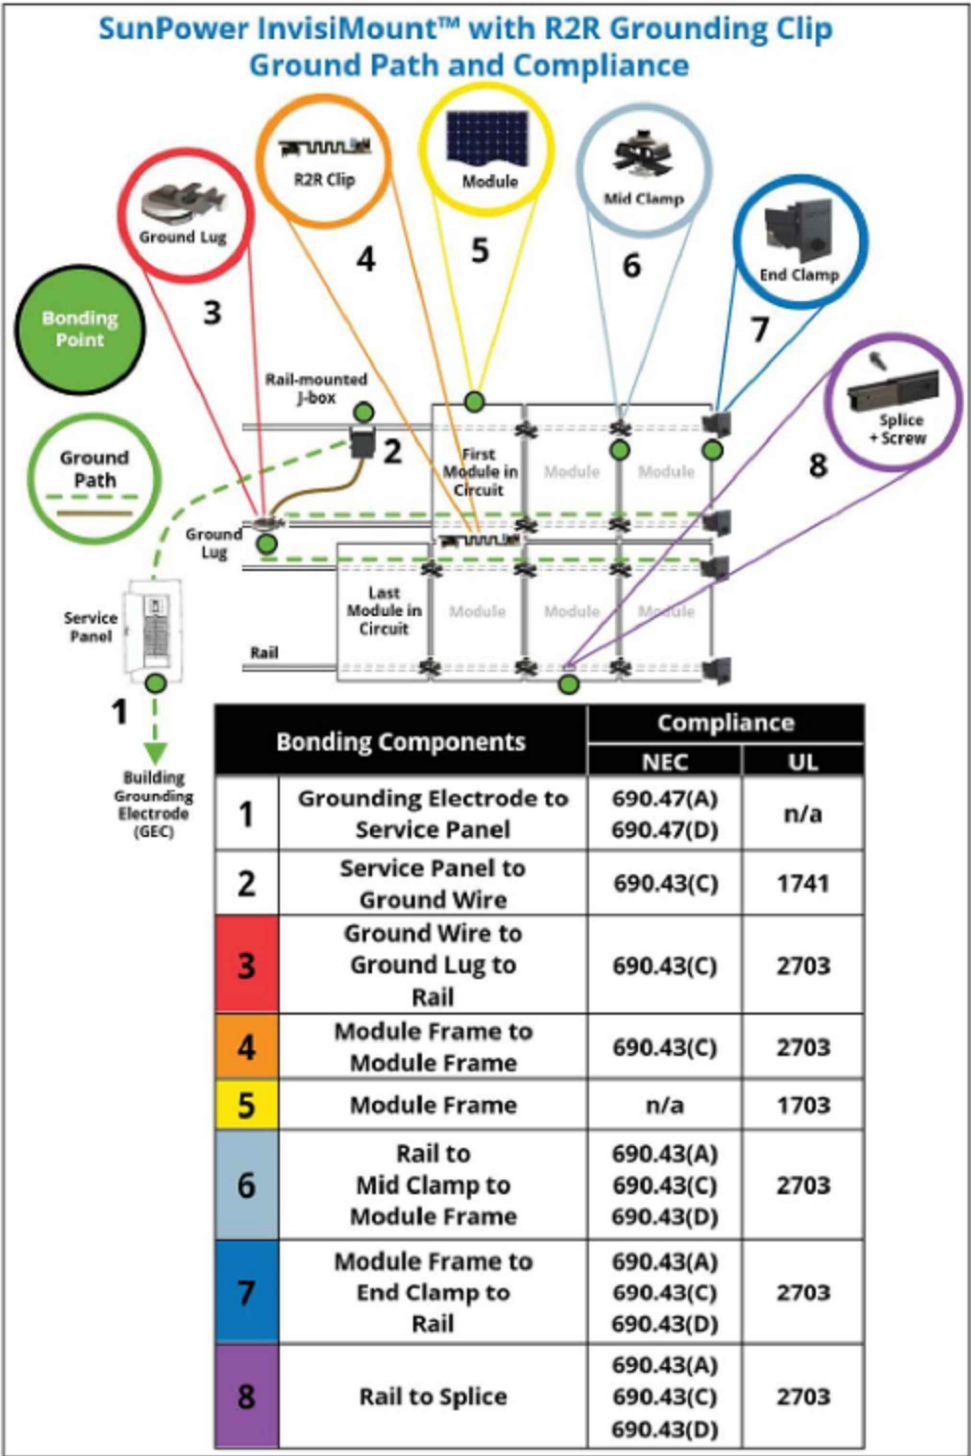 SunPower InvisiMount™ with R2R Grounding Clip
Ground Path and Compliance
Ground Lug
3
R2R Clip
4
Module
5
Mid Clamp
6
End Clamp
7
Splice
+ Screw
8
Bonding
Point
Ground
Path
Rail-mounted
J-box
2
Ground
Lug
First
Module in
Circuit
Module
Module
Last
Module in
Circuit
Module
Module
Module
Rail
Service
Panel
1
Building
Grounding
Electrode
(GEC)
Bonding Components
Compliance
NEC
UL
1
Grounding Electrode to
Service Panel
690.47(A)
690.47(D)
n/a
2
Service Panel to
Ground Wire
690.43(C)
1741
3
Ground Wire to
Ground Lug to
Rail
690.43(C)
2703
4
Module Frame to
Module Frame
690.43(C)
2703
5
Module Frame
n/a
1703
6
Rail to
Mid Clamp to
Module Frame
690.43(A)
690.43(C)
690.43(D)
2703
7
Module Frame to
End Clamp to
Rail
690.43(A)
690.43(C)
690.43(D)
2703
8
Rail to Splice
690.43(A)
690.43(C)
690.43(D)
2703